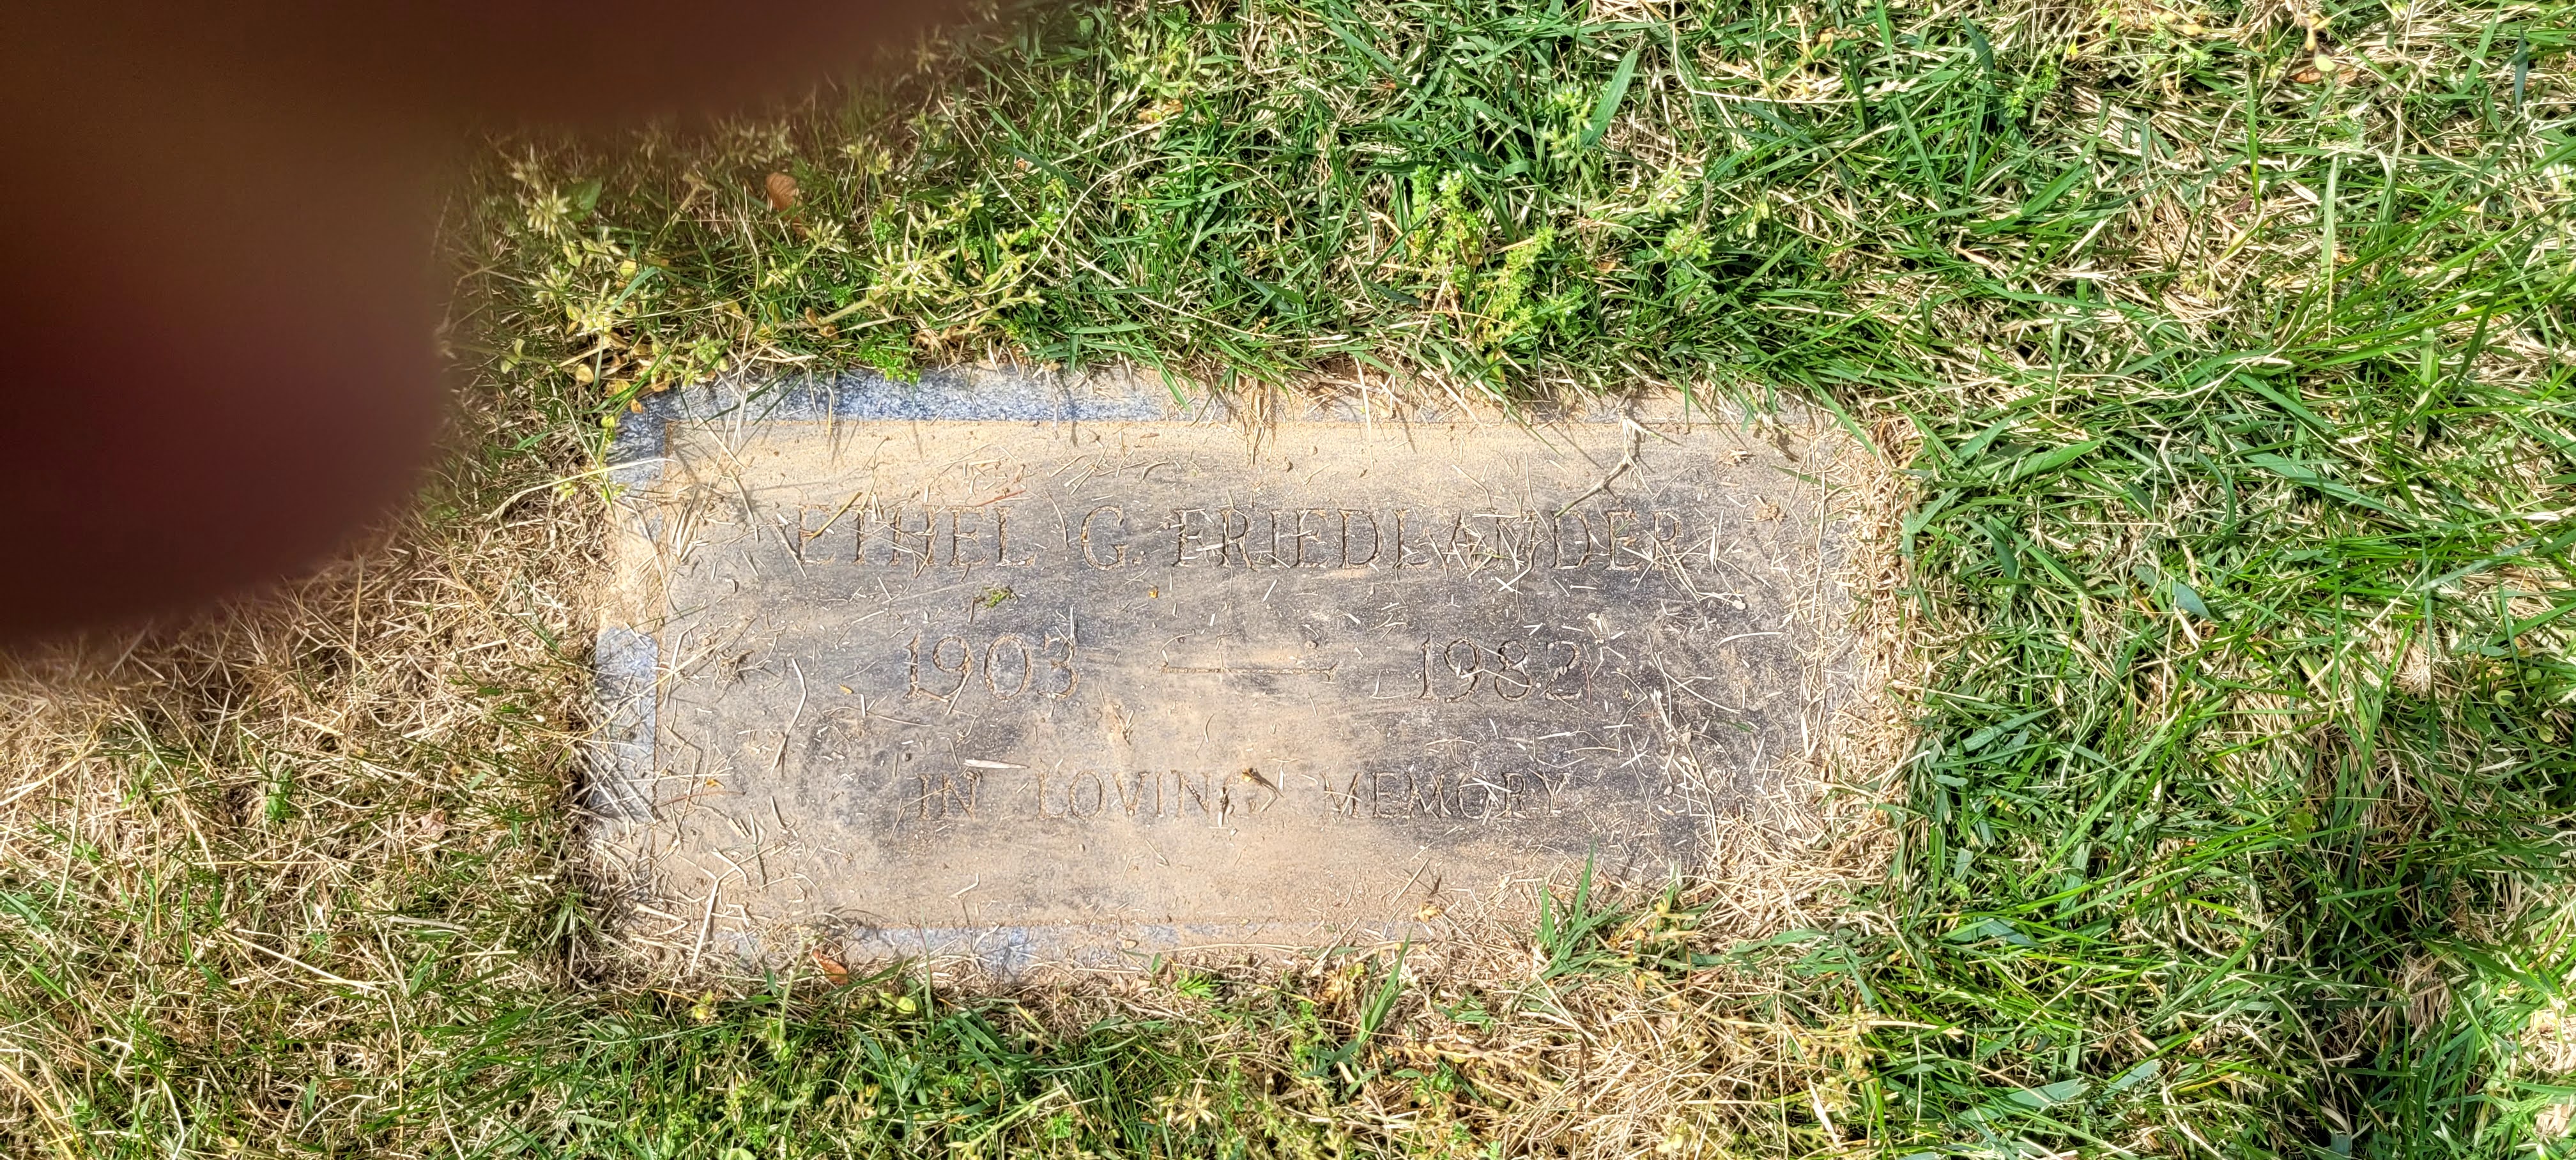 ETHEL G. FRIEDLANDER
1903 — 1982
IN LOVING MEMORY